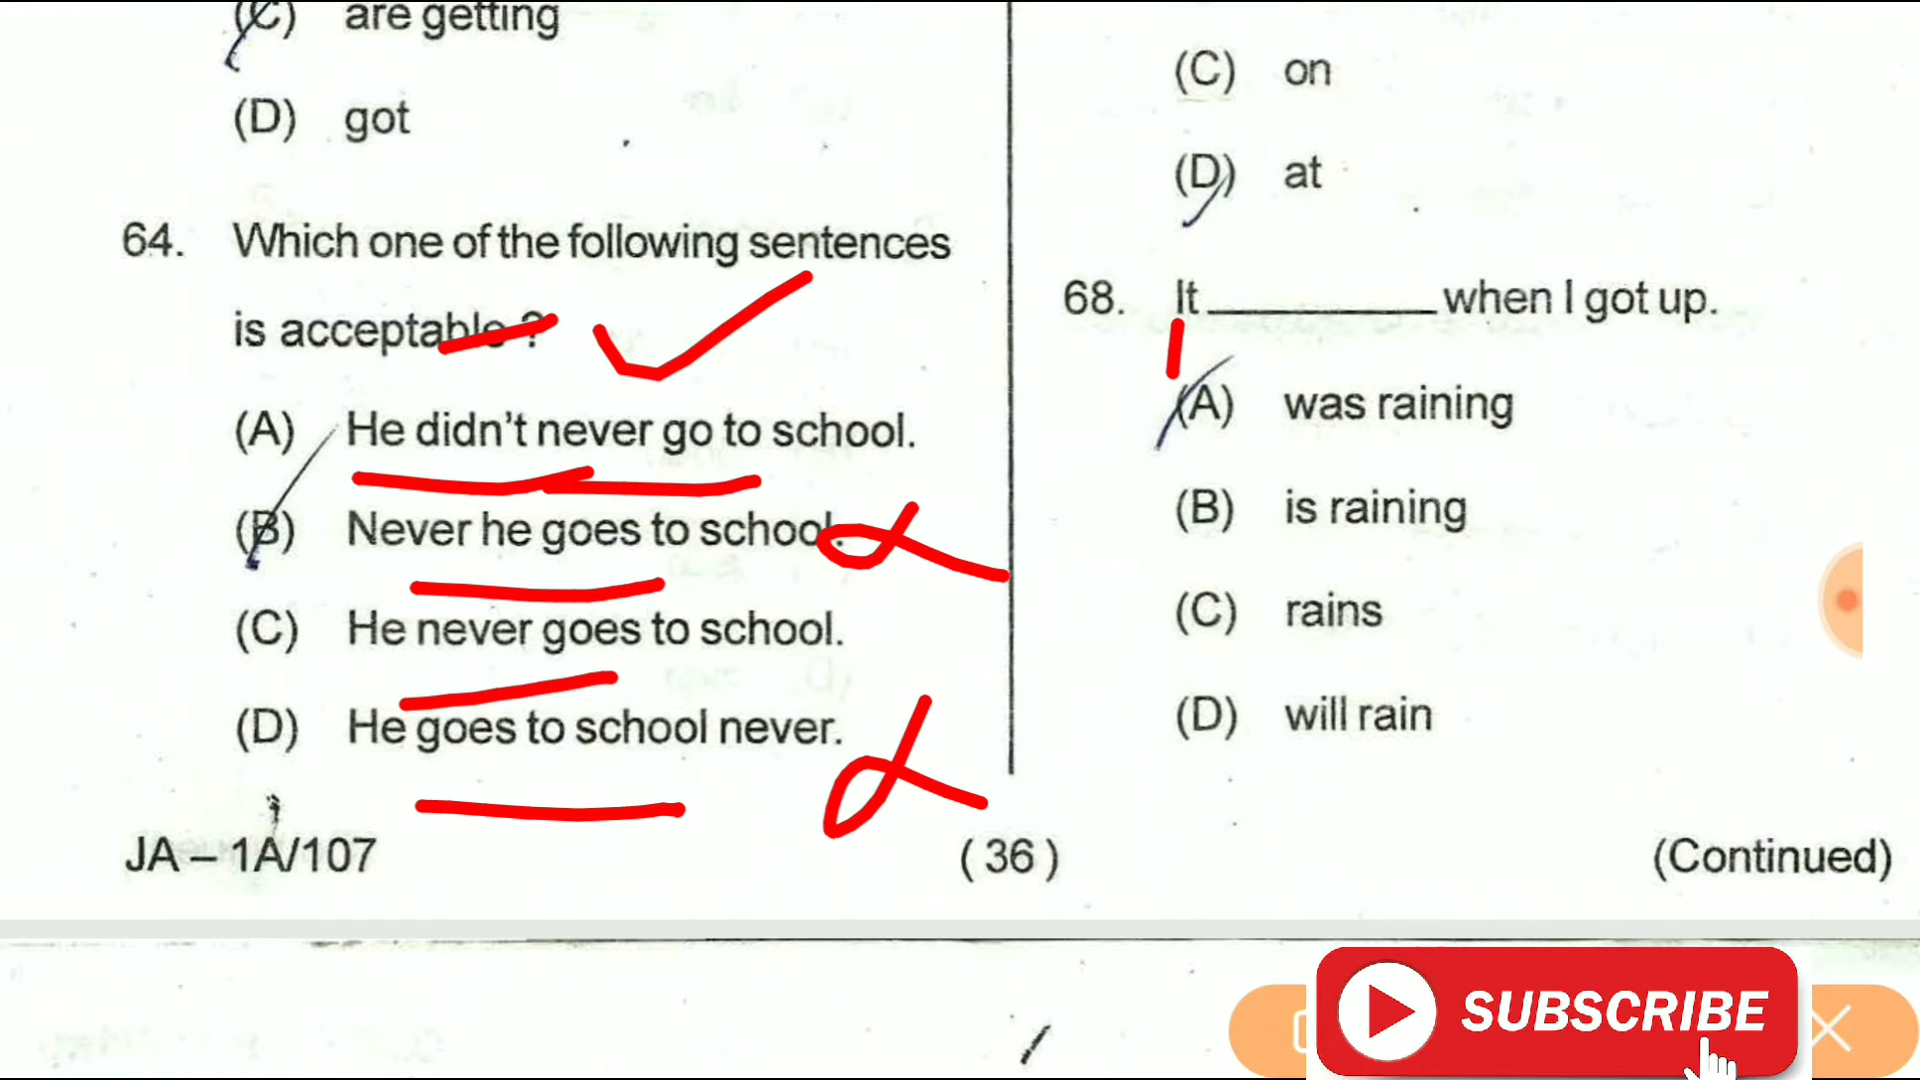 (C) are getting
(D) got
64. Which one of the following sentences
is acceptable ?
(A) He didn't never go to school.
(B) Never he goes to school.
(C) He never goes to school.
(D) He goes to school never.
JA – 1A/107
(C) on
(D) at
68. It __________ when I got up.
(A) was raining
(B) is raining
(C) rains
(D) will rain
( 36 )
(Continued)
SUBSCRIBE